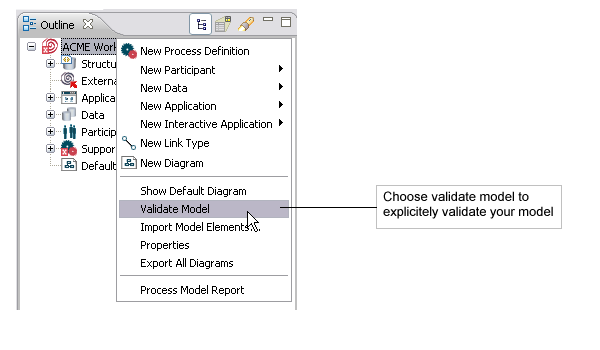 Outline
ACME Work
Structu
Externa
Applica
Data
Particip
Suppor
Default
New Process Definition
New Participant
New Data
New Application
New Interactive Application
New Link Type
New Diagram
Show Default Diagram
Validate Model
Import Model Elements...
Properties
Export All Diagrams
Process Model Report
Choose validate model to
explicitely validate your model